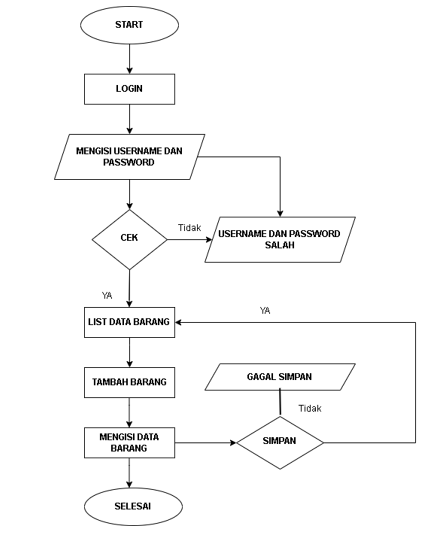 START
LOGIN
MENGISI USERNAME DAN
PASSWORD
CEK
Tidak
USERNAME DAN PASSWORD
SALAH
YA
LIST DATA BARANG
YA
TAMBAH BARANG
GAGAL SIMPAN
Tidak
MENGISI DATA
BARANG
SIMPAN
SELESAI